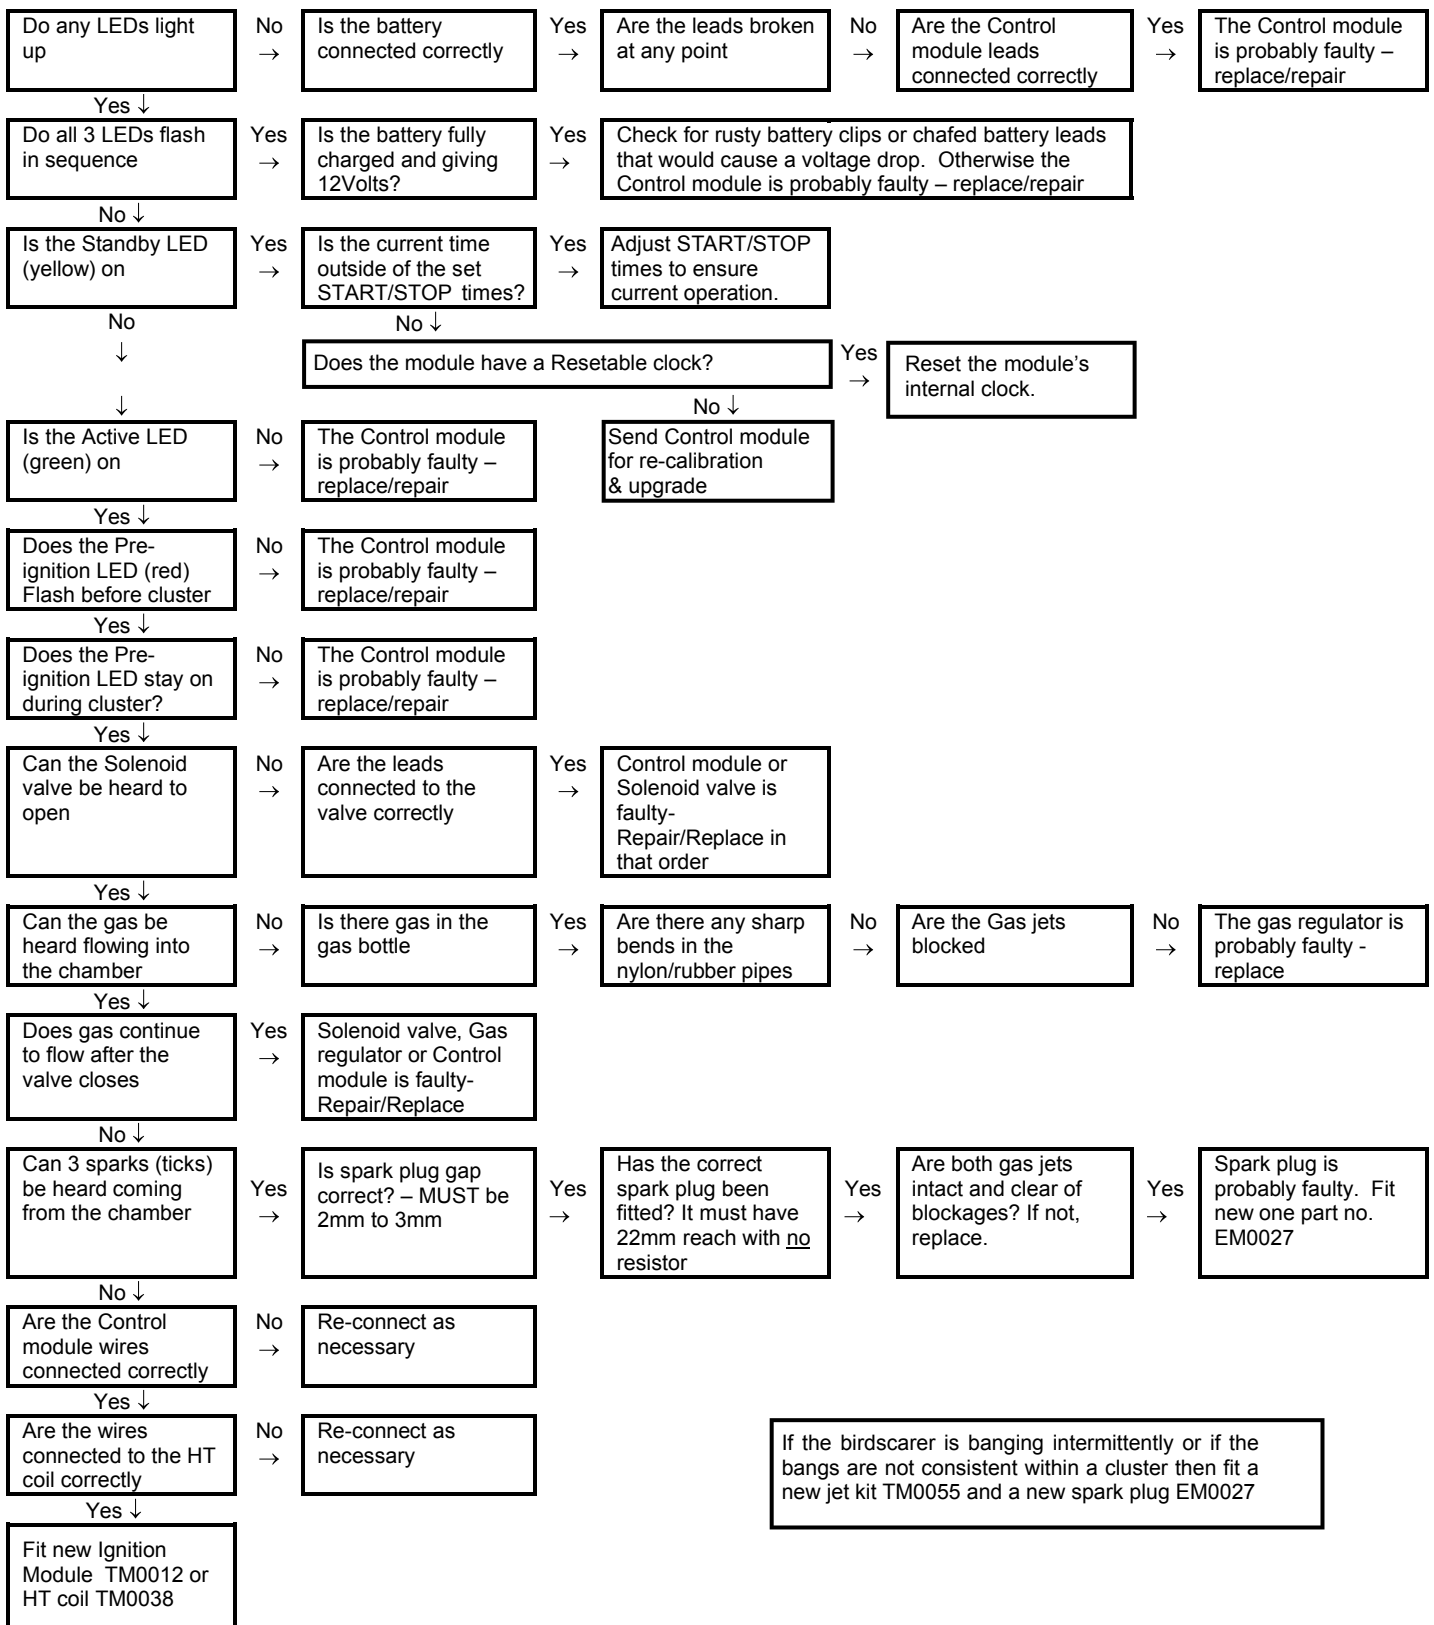 Do any LEDs light
up
No
→
Is the battery
connected correctly
Yes
→
Are the leads broken
at any point
No
→
Are the Control
module leads
connected correctly
Yes
→
The Control module
is probably faulty –
replace/repair
Yes ↓
Do all 3 LEDs flash
in sequence
Yes
→
Is the battery fully
charged and giving
12Volts?
Yes
→
Check for rusty battery clips or chafed battery leads
that would cause a voltage drop.  Otherwise the
Control module is probably faulty – replace/repair
No ↓
Is the Standby LED
(yellow) on
Yes
→
Is the current time
outside of the set
START/STOP  times?
Yes
→
Adjust START/STOP
times to ensure
current operation.
No
↓
↓
No ↓
Does the module have a Resetable clock?
Yes
→
Reset the module’s
internal clock.
No ↓
Send Control module
for re-calibration
& upgrade
Is the Active LED
(green) on
No
→
The Control module
is probably faulty –
replace/repair
Yes ↓
Does the Pre-
ignition LED (red)
Flash before cluster
No
→
The Control module
is probably faulty –
replace/repair
Yes ↓
Does the Pre-
ignition LED stay on
during cluster?
No
→
The Control module
is probably faulty –
replace/repair
Yes ↓
Can the Solenoid
valve be heard to
open
No
→
Are the leads
connected to the
valve correctly
Yes
→
Control module or
Solenoid valve is
faulty-
Repair/Replace in
that order
Yes ↓
Can the gas be
heard flowing into
the chamber
No
→
Is there gas in the
gas bottle
Yes
→
Are there any sharp
bends in the
nylon/rubber pipes
No
→
Are the Gas jets
blocked
No
→
The gas regulator is
probably faulty -
replace
Yes ↓
Does gas continue
to flow after the
valve closes
Yes
→
Solenoid valve, Gas
regulator or Control
module is faulty-
Repair/Replace
No ↓
Can 3 sparks (ticks)
be heard coming
from the chamber
Yes
→
Is spark plug gap
correct? – MUST be
2mm to 3mm
Yes
→
Has the correct
spark plug been
fitted? It must have
22mm reach with no
resistor
Yes
→
Are both gas jets
intact and clear of
blockages? If not,
replace.
Yes
→
Spark plug is
probably faulty.  Fit
new one part no.
EM0027
No ↓
Are the Control
module wires
connected correctly
No
→
Re-connect as
necessary
Yes ↓
Are the wires
connected to the HT
coil correctly
No
→
Re-connect as
necessary
Yes ↓
Fit new Ignition
Module  TM0012 or
HT coil TM0038
If the birdscarer is banging intermittently or if the
bangs are not consistent within a cluster then fit a
new jet kit TM0055 and a new spark plug EM0027